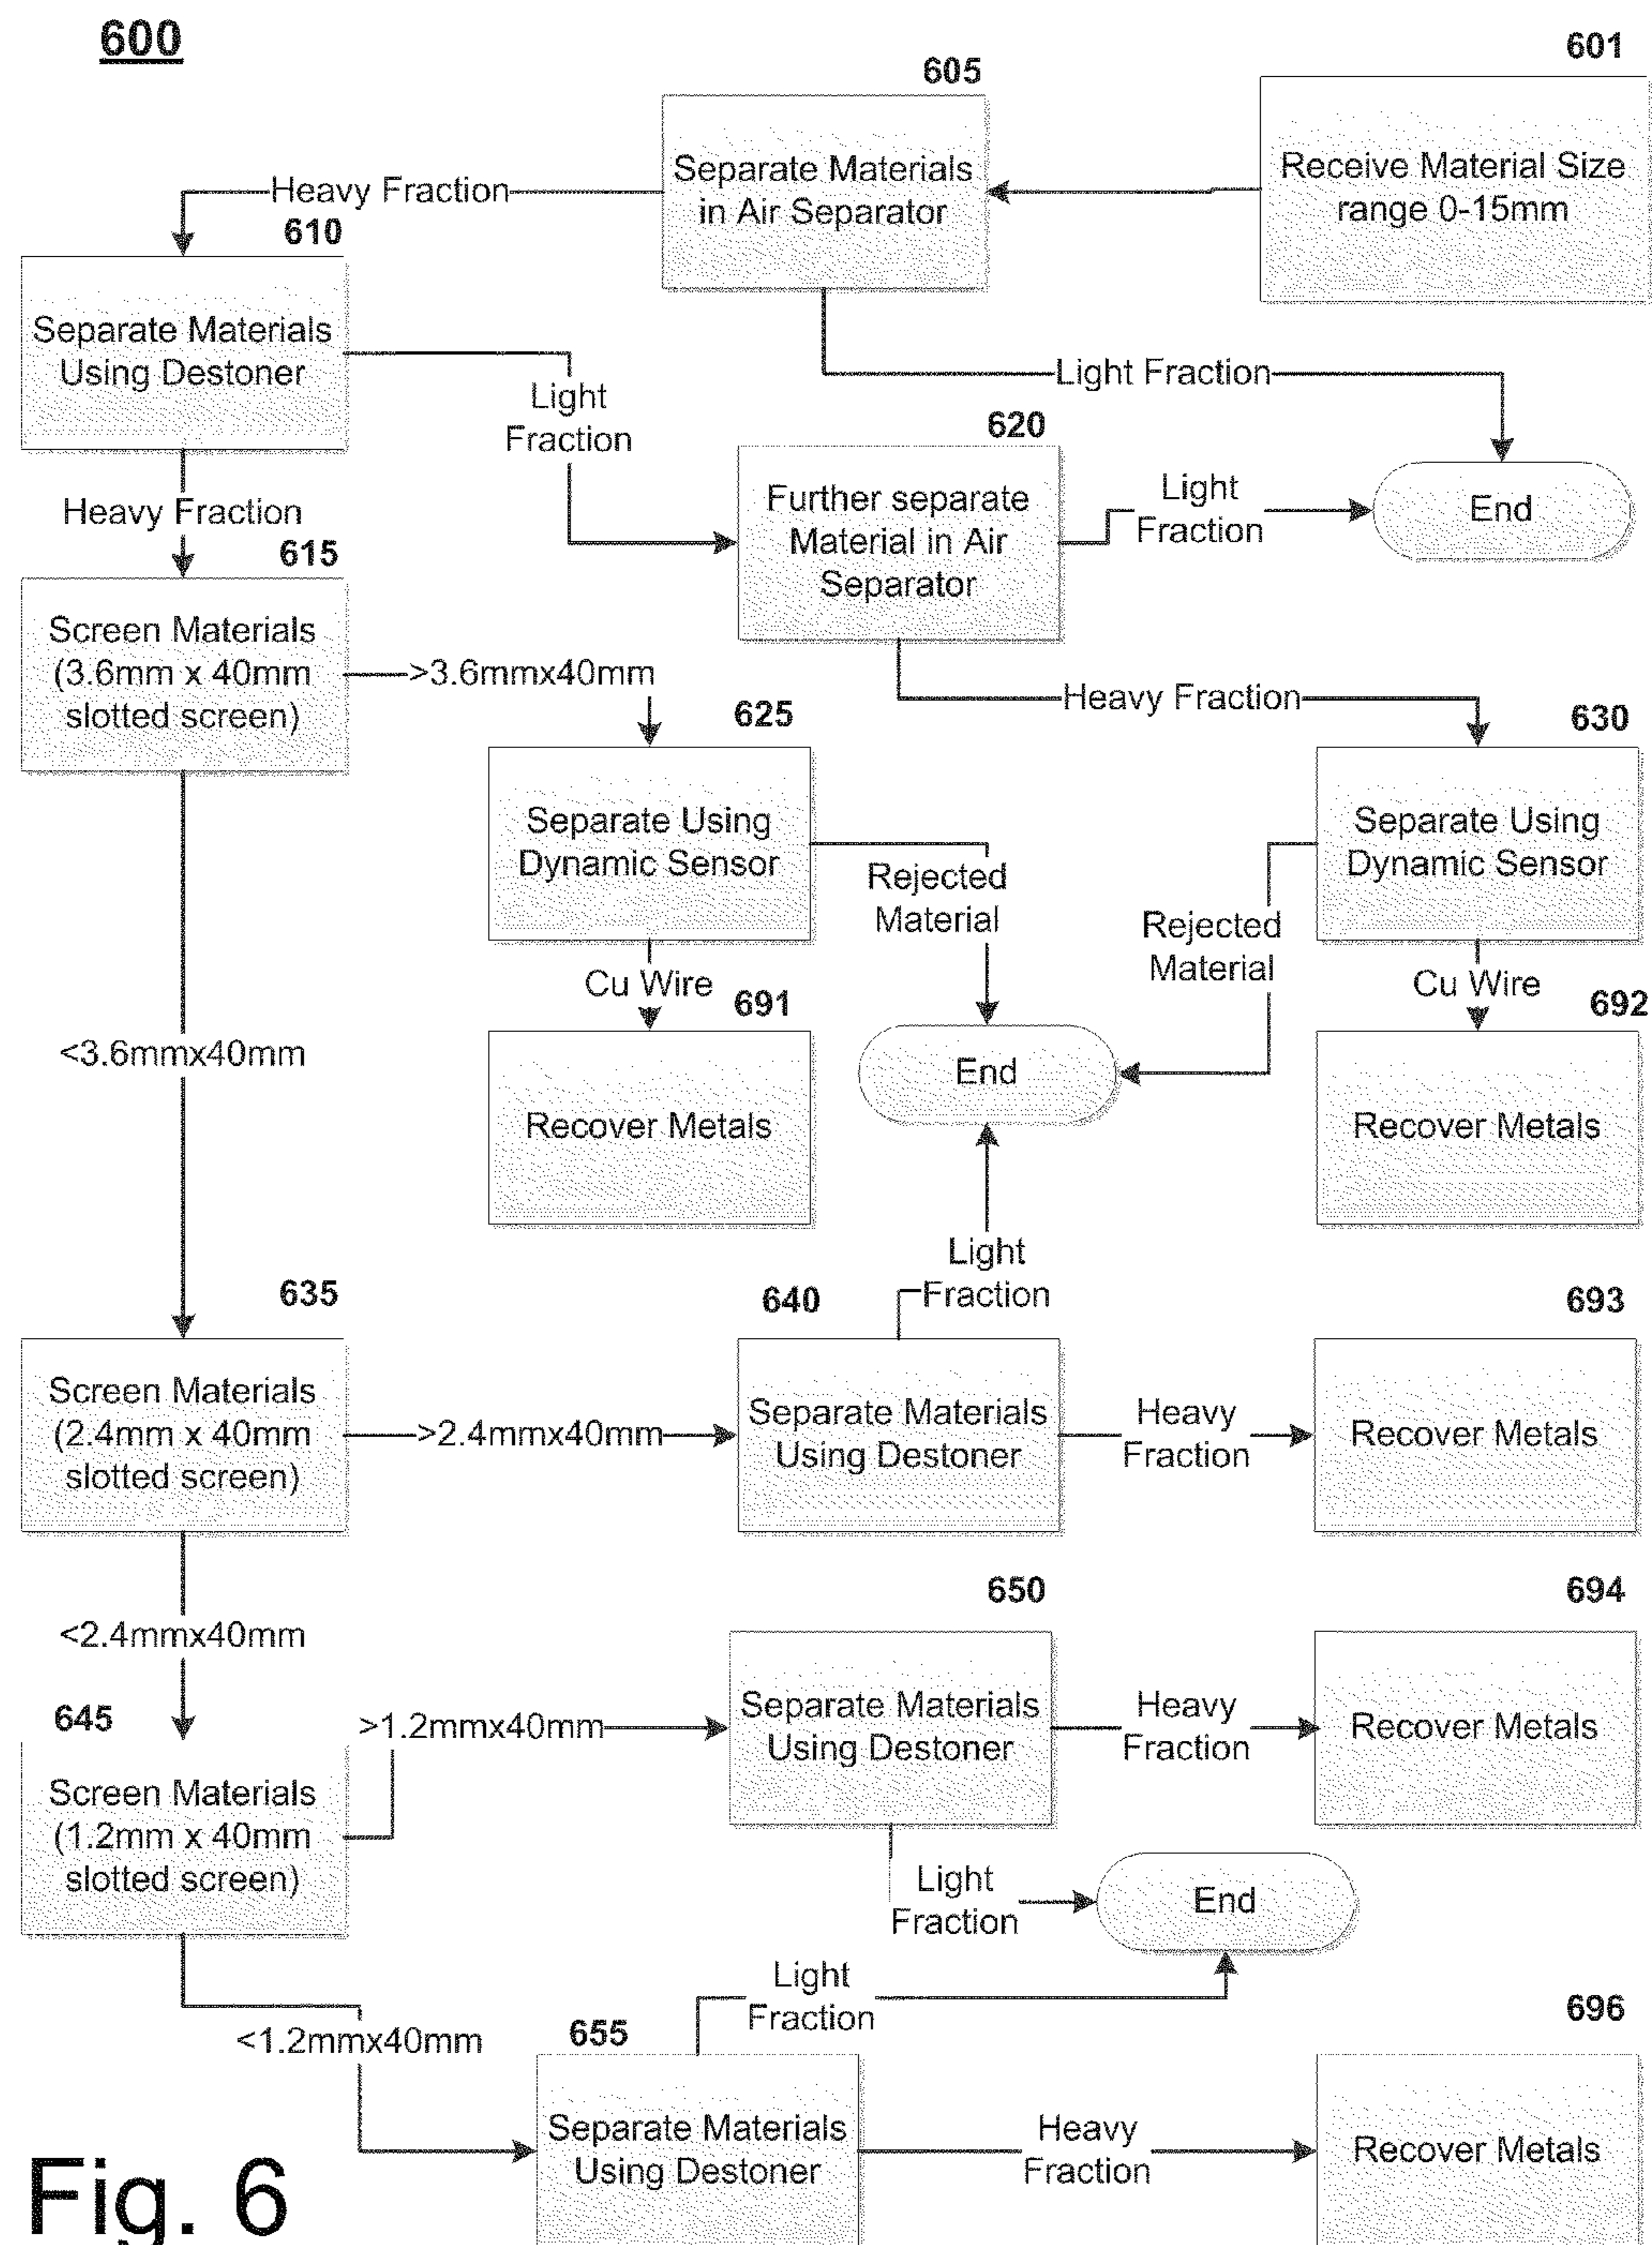 600
601
605
Receive Material Size
range 0-15mm
Separate Materials
in Air Separator
Heavy Fraction
610
Separate Materials
Using Destoner
Light Fraction
Light
Fraction
620
Further separate
Material in Air
Separator
Light
Fraction
End
Heavy Fraction
615
Screen Materials
(3.6mm x 40mm
slotted screen)
>3.6mmx40mm
Heavy Fraction
625
630
Separate Using
Dynamic Sensor
Rejected
Material
Separate Using
Dynamic Sensor
Rejected
Material
Cu Wire
691
Cu Wire
692
<3.6mmx40mm
End
Recover Metals
Recover Metals
Light
Fraction
635
640
693
Screen Materials
(2.4mm x 40mm
slotted screen)
>2.4mmx40mm
Separate Materials
Using Destoner
Heavy
Fraction
Recover Metals
<2.4mmx40mm
650
694
645
>1.2mmx40mm
Separate Materials
Using Destoner
Heavy
Fraction
Recover Metals
Screen Materials
(1.2mm x 40mm
slotted screen)
Light
Fraction
End
Light
Fraction
<1.2mmx40mm
655
696
Separate Materials
Using Destoner
Heavy
Fraction
Recover Metals
Fig. 6